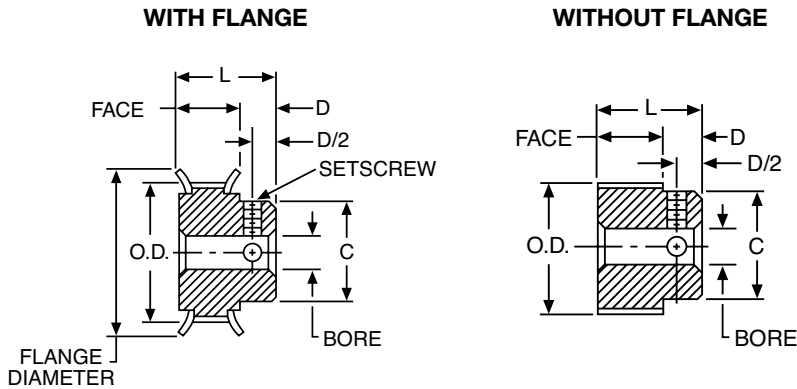 WITH FLANGE
L
FACE
D
D/2
SETSCREW
O.D.
C
BORE
FLANGE
DIAMETER
WITHOUT FLANGE
L
FACE
D
D/2
O.D.
C
BORE